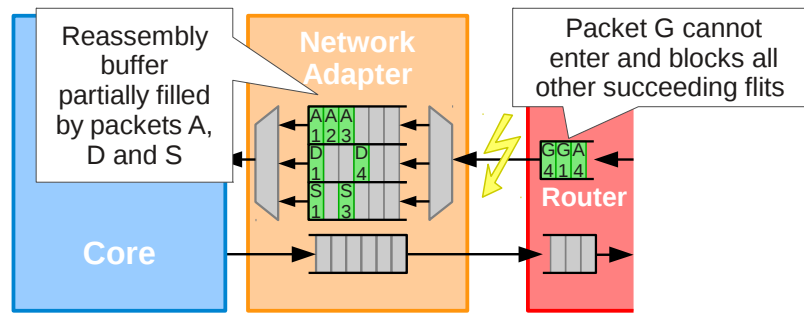 Reassembly
buffer
partially filled
by packets A,
D and S
Network
Adapter
Packet G cannot
enter and blocks all
other succeeding flits
A A A
1 2 3
D D
1 4
S S
1 3
G G A
4 1 4
Router
Core